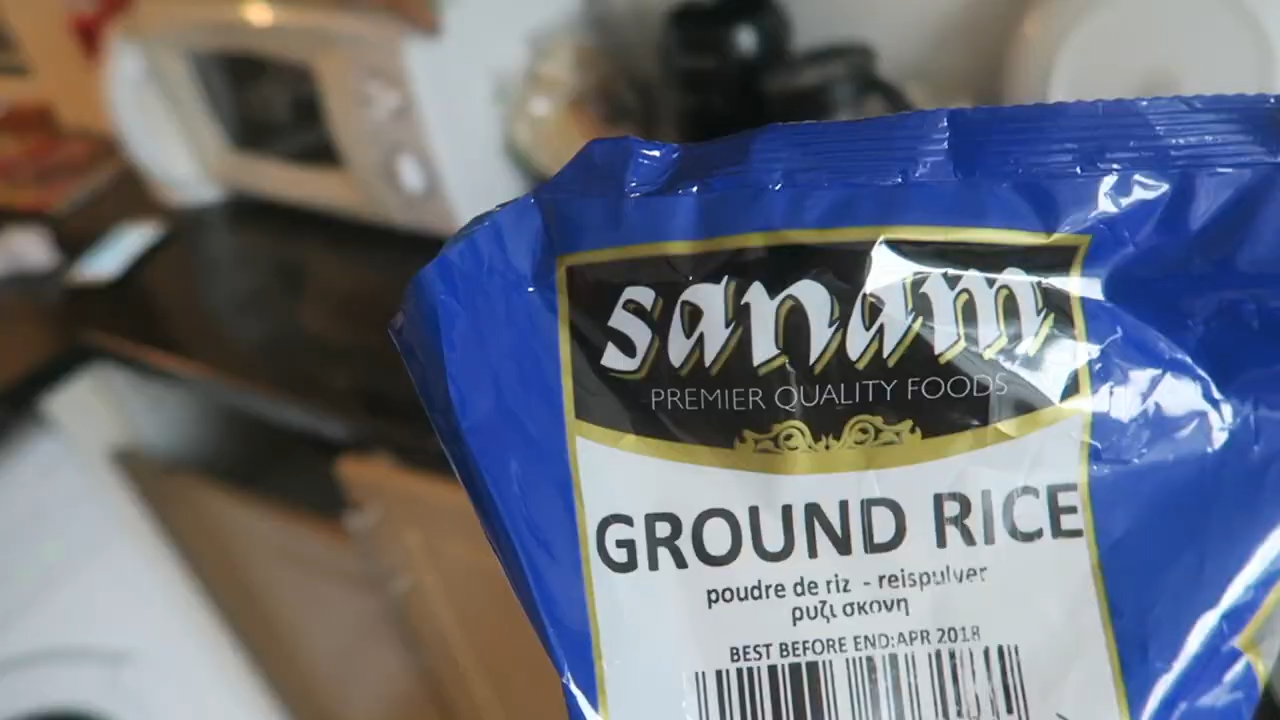 sanam
PREMIER QUALITY FOODS
GROUND RICE
poudre de riz - reispulver
ρυζι σκονη
BEST BEFORE END:APR 2018